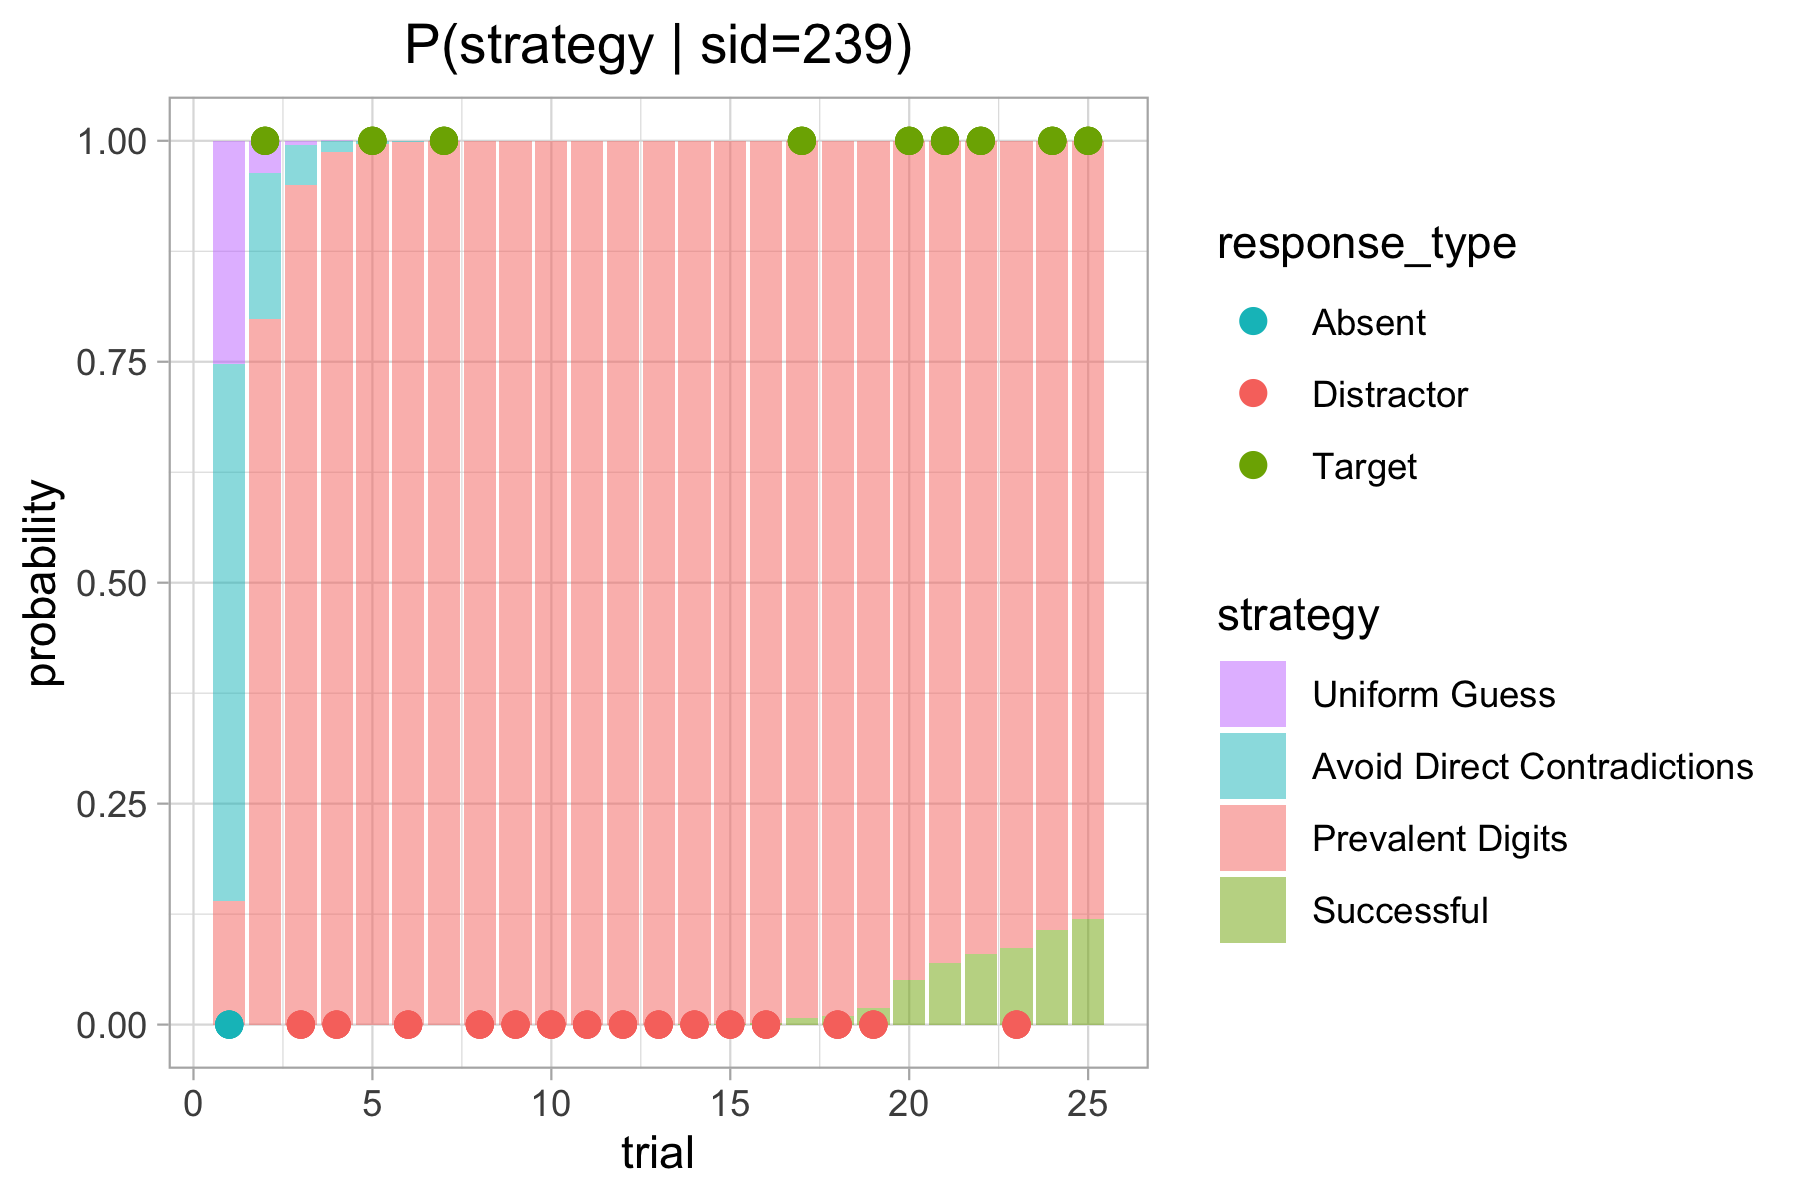 P(strategy | sid=239)
probability
1.00
0.75
0.50
0.25
0.00
0 5 10 15 20 25
trial
response_type
Absent
Distractor
Target
strategy
Uniform Guess
Avoid Direct Contradictions
Prevalent Digits
Successful